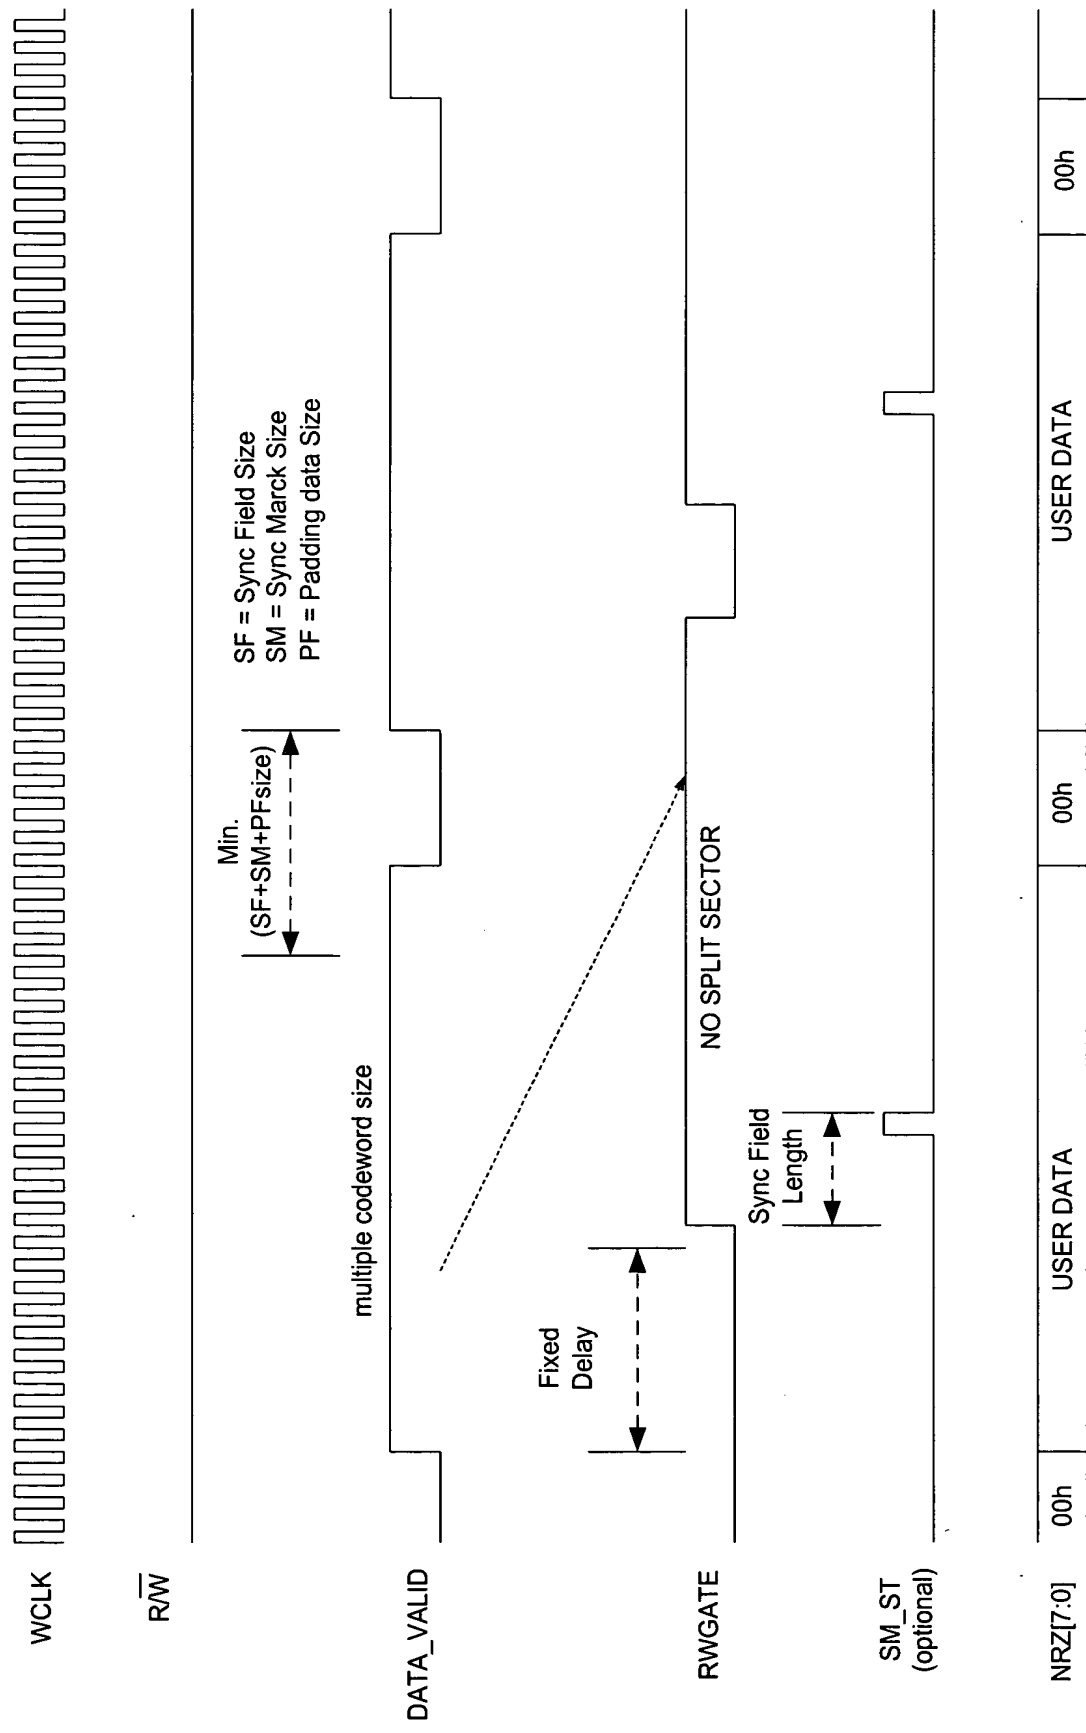 WCLK
R/W
DATA_VALID
multiple codeword size
Min.
(SF+SM+PFsize)
SF = Sync Field Size
SM = Sync Marck Size
PF = Padding data Size
RWGATE
Fixed
Delay
NO SPLIT SECTOR
SM_ST
(optional)
Sync Field
Length
NRZ[7:0]
00h
USER DATA
00h
USER DATA
00h